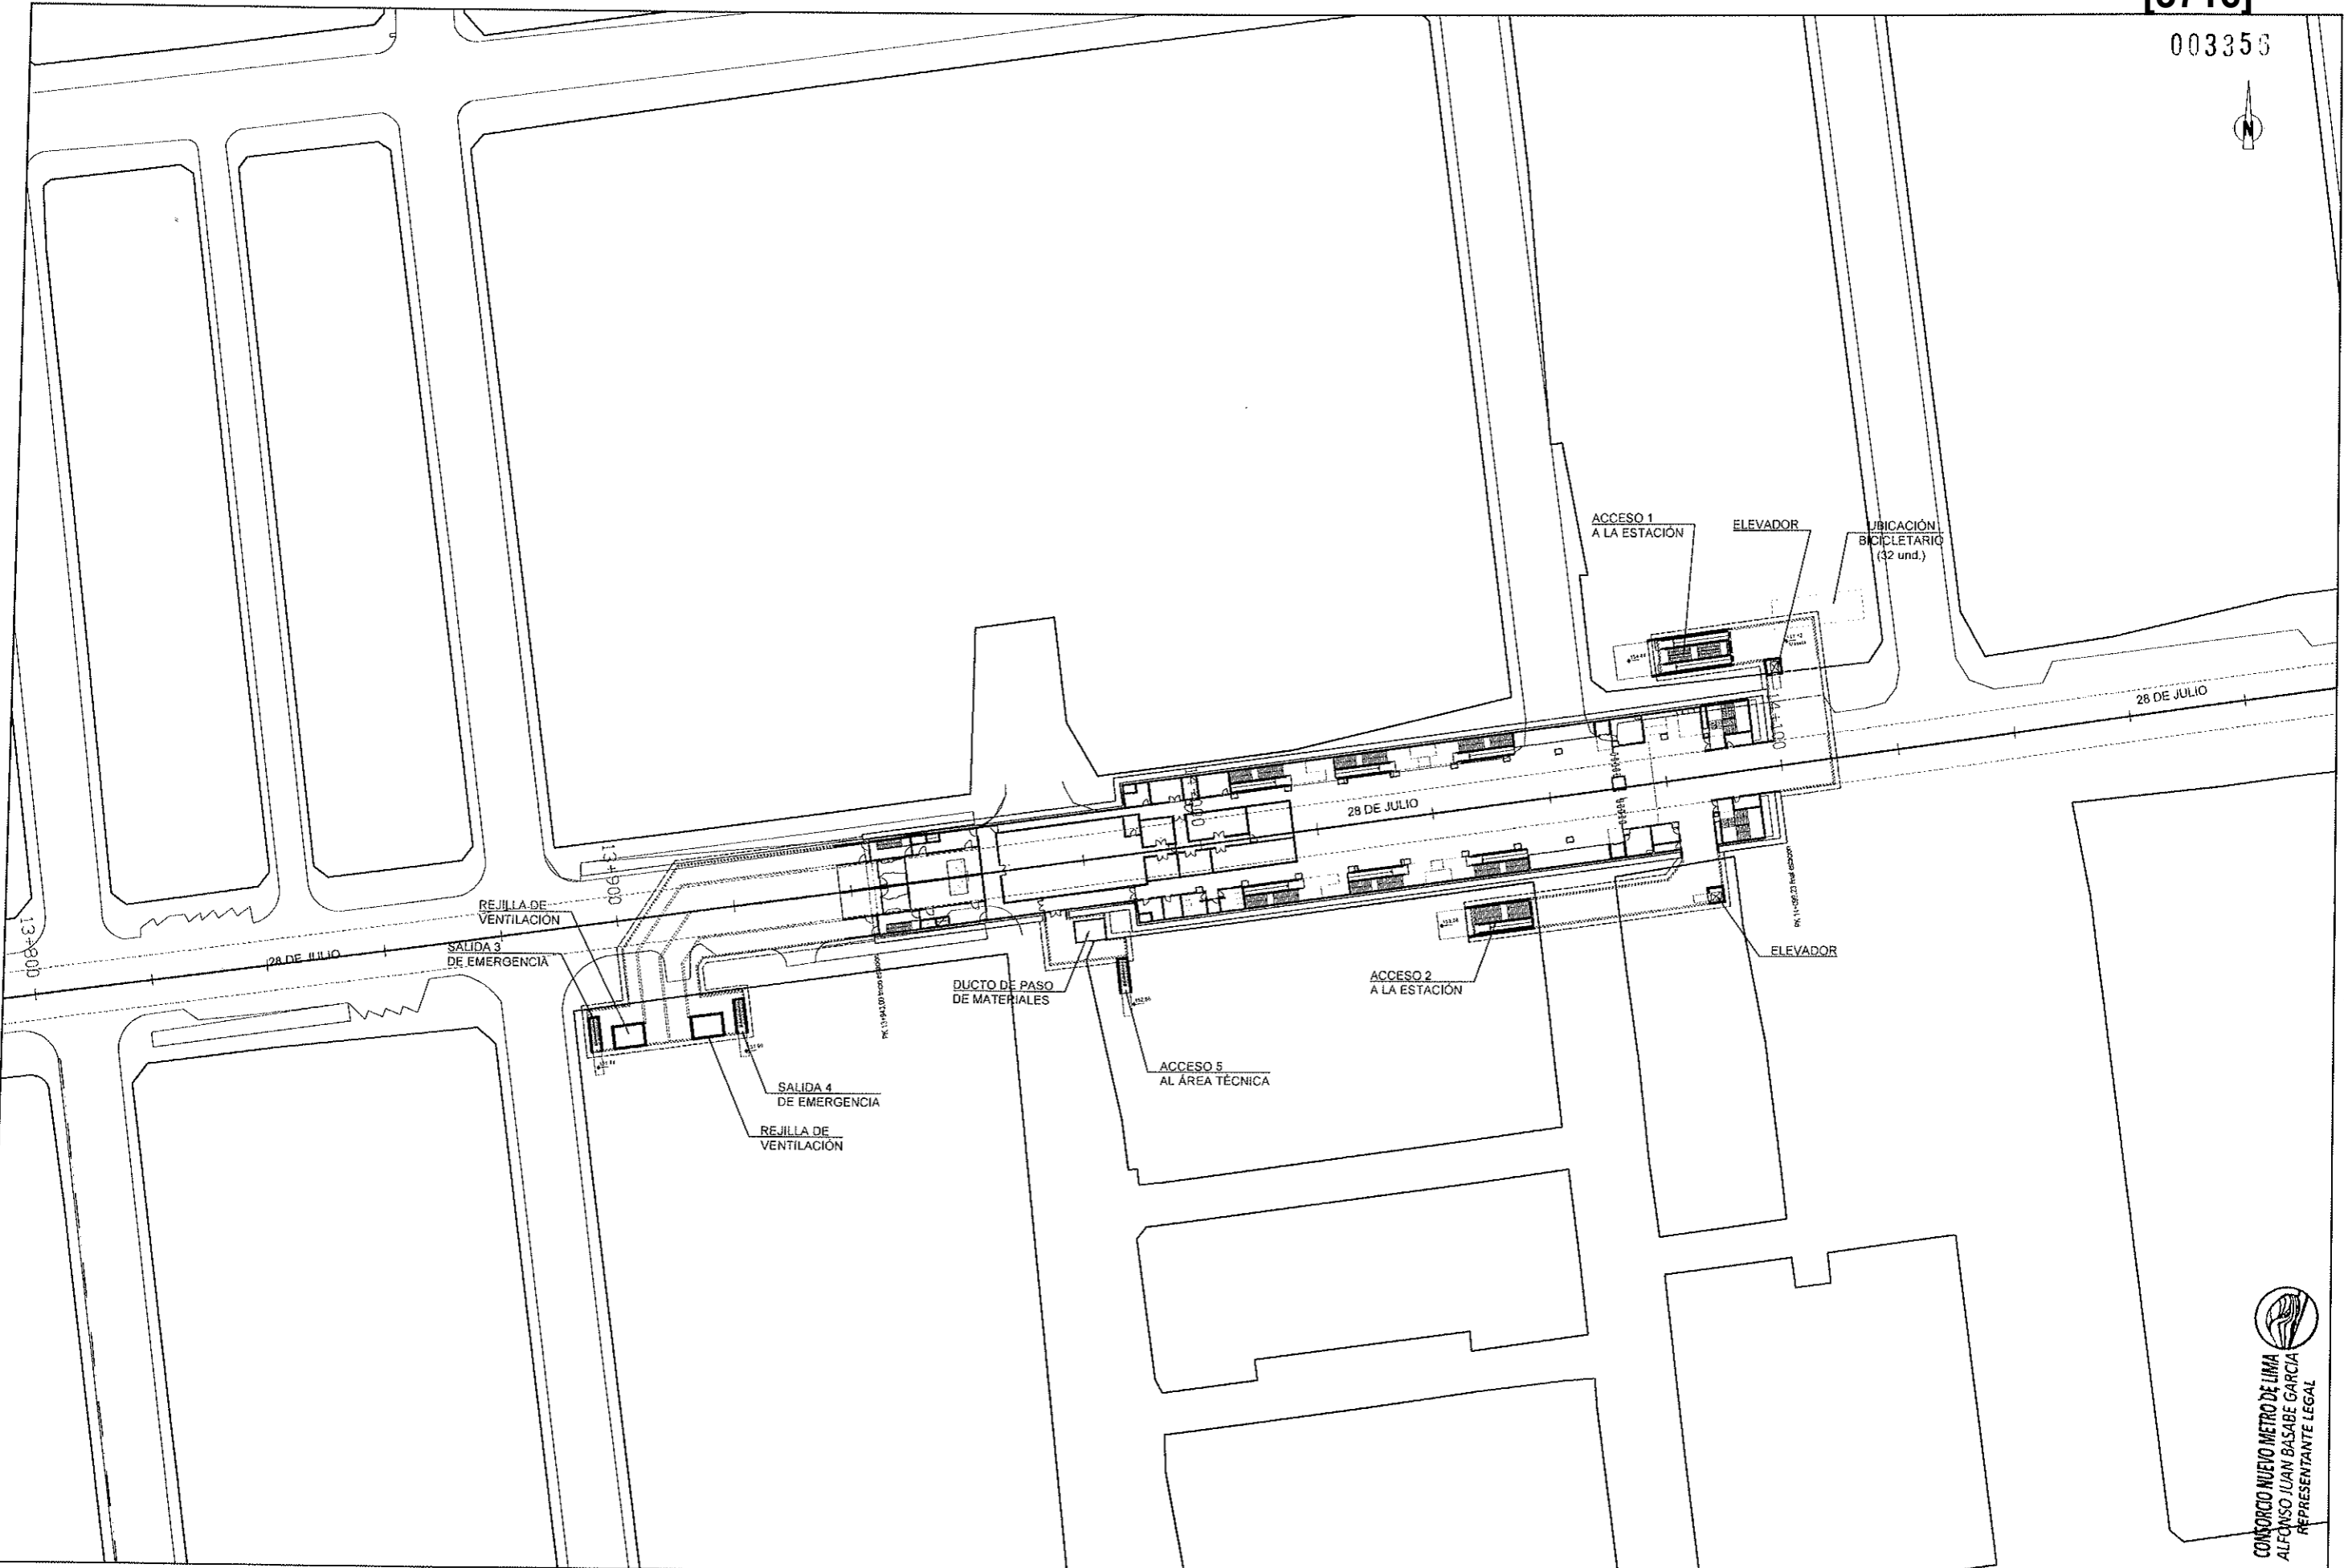 003356
N
ACCESO 1
A LA ESTACIÓN
ELEVADOR
UBICACIÓN
BICICLETARIO
(32 und.)
28 DE JULIO
14+100
28 DE JULIO
13+900
REJILLA DE
VENTILACIÓN
SALIDA 3
DE EMERGENCIA
28 DE JULIO
13+800
DUCTO DE PASO
DE MATERIALES
ACCESO 2
A LA ESTACIÓN
ELEVADOR
ACCESO 5
AL ÁREA TÉCNICA
SALIDA 4
DE EMERGENCIA
REJILLA DE
VENTILACIÓN
CONSORCIO NUEVO METRO DE LIMA
ALFONSO JUAN BASABE GARCIA
REPRESENTANTE LEGAL